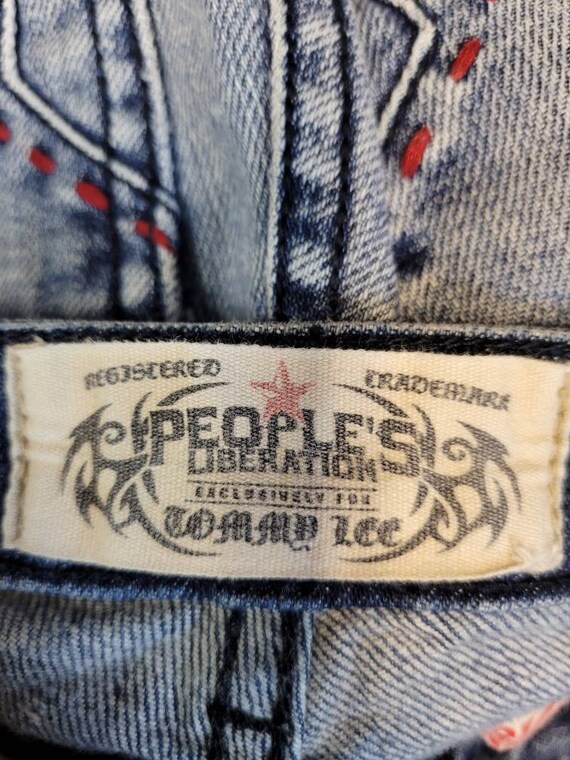 REGISTERED TRADEMARK
PEOPLE'S
LIBERATION
EXCLUSIVELY FOR
TOMMY LEE